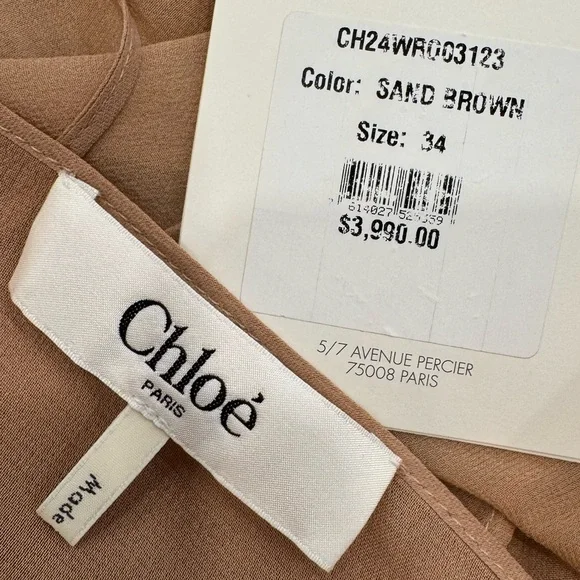 CH24WRO03123
Color: SAND BROWN
Size: 34
$3,990.00
5/7 AVENUE PERCIER
75008 PARIS
Chloé
PARIS
Made